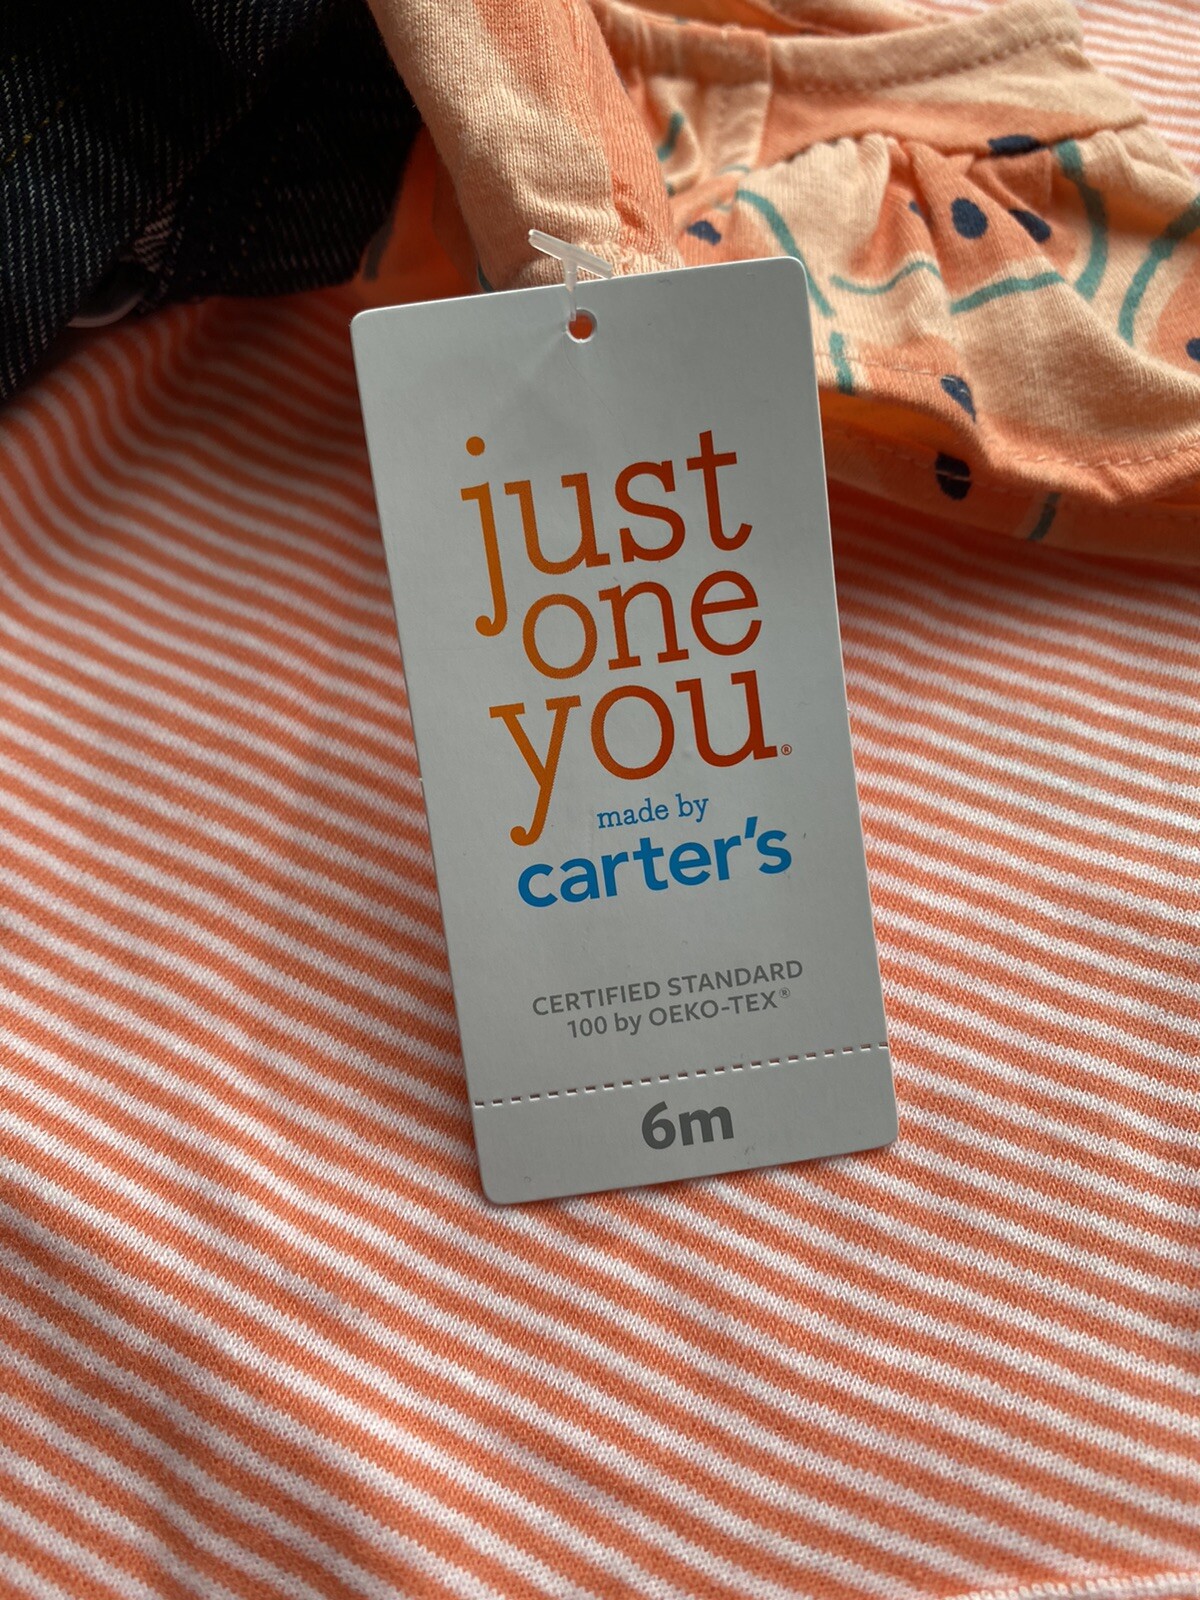 just
one
you®
made by
carter's
CERTIFIED STANDARD
100 by OEKO-TEX®
6m